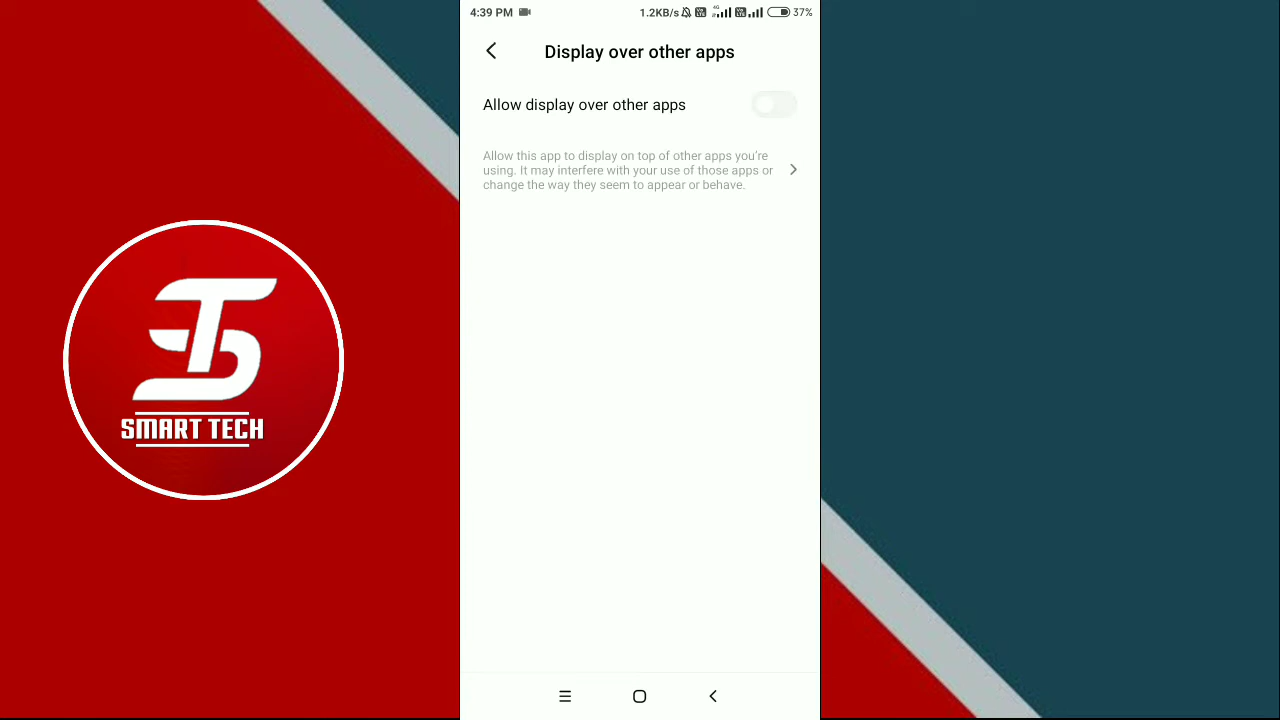 4:39 PM
1.2KB/s
37%
Display over other apps
Allow display over other apps
Allow this app to display on top of other apps you're
using. It may interfere with your use of those apps or
change the way they seem to appear or behave.
SMART TECH